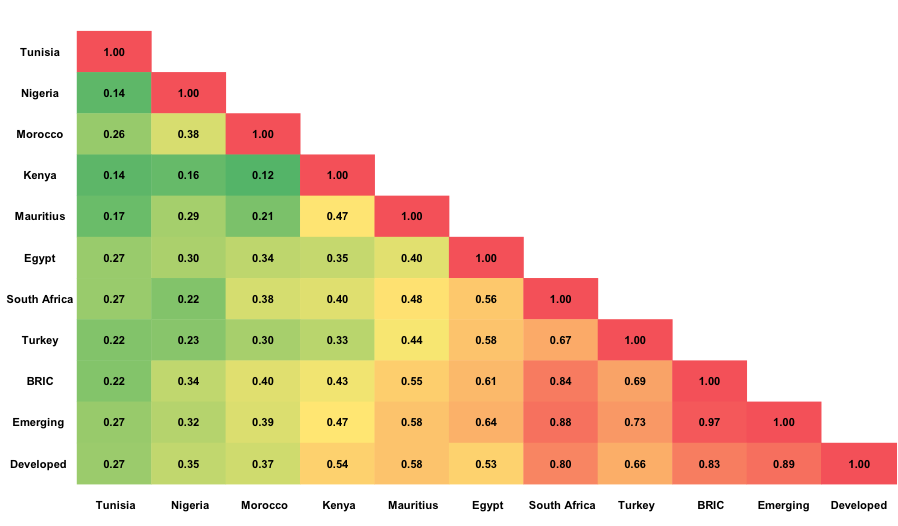 Tunisia 1.00
Nigeria 0.14 1.00
Morocco 0.26 0.38 1.00
Kenya 0.14 0.16 0.12 1.00
Mauritius 0.17 0.29 0.21 0.47 1.00
Egypt 0.27 0.30 0.34 0.35 0.40 1.00
South Africa 0.27 0.22 0.38 0.40 0.48 0.56 1.00
Turkey 0.22 0.23 0.30 0.33 0.44 0.58 0.67 1.00
BRIC 0.22 0.34 0.40 0.43 0.55 0.61 0.84 0.69 1.00
Emerging 0.27 0.32 0.39 0.47 0.58 0.64 0.88 0.73 0.97 1.00
Developed 0.27 0.35 0.37 0.54 0.58 0.53 0.80 0.66 0.83 0.89 1.00
Tunisia Nigeria Morocco Kenya Mauritius Egypt South Africa Turkey BRIC Emerging Developed